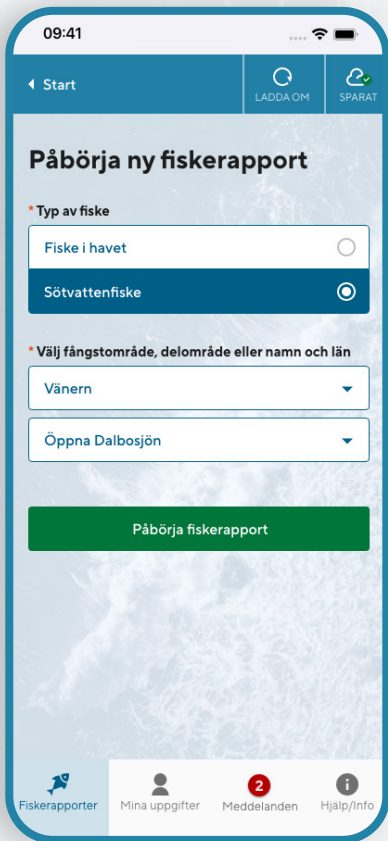 09:41
Start
LADDA OM
SPARAT
Påbörja ny fiskerapport
* Typ av fiske
Fiske i havet
Sötvattenfiske
* Välj fångstområde, delområde eller namn och län
Vänern
Öppna Dalbosjön
Påbörja fiskerapport
2
Fiskerapporter
Mina uppgifter
Meddelanden
Hjälp/Info